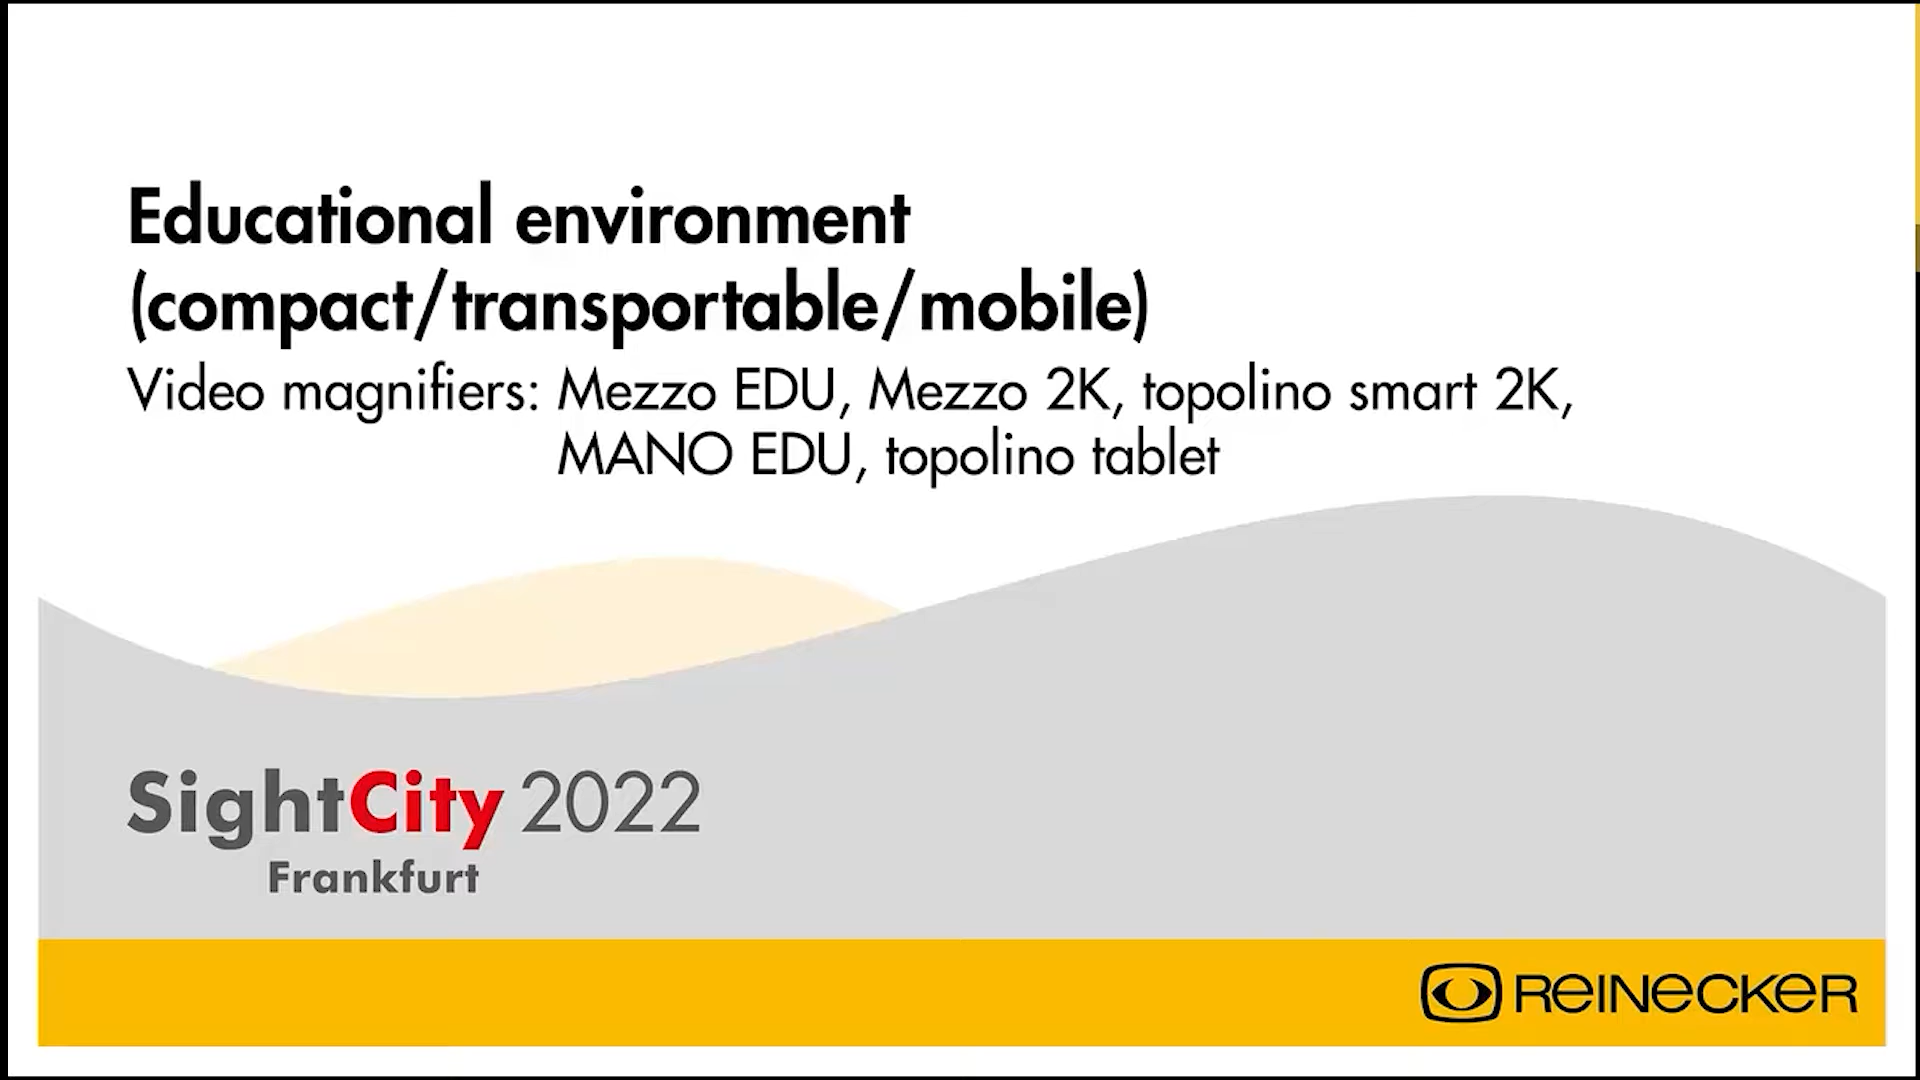 Educational environment
(compact/transportable/mobile)
Video magnifiers: Mezzo EDU, Mezzo 2K, topolino smart 2K,
MANO EDU, topolino tablet
SightCity 2022
Frankfurt
REINECKER